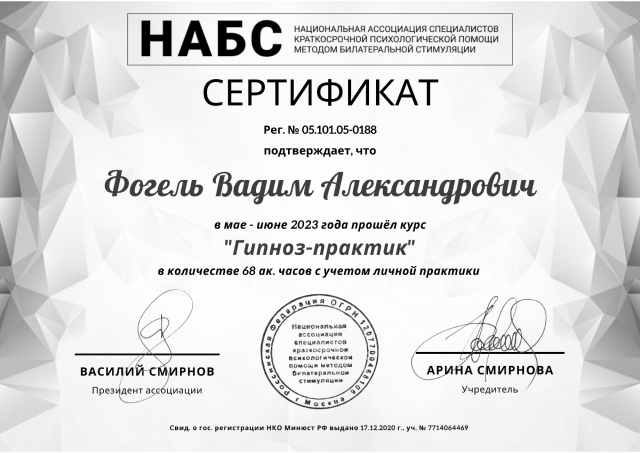 НАБС
НАЦИОНАЛЬНАЯ АССОЦИАЦИЯ СПЕЦИАЛИСТОВ
КРАТКОСРОЧНОЙ ПСИХОЛОГИЧЕСКОЙ ПОМОЩИ
МЕТОДОМ БИЛАТЕРАЛЬНОЙ СТИМУЛЯЦИИ
СЕРТИФИКАТ
Рег. № 05.101.05-0188
подтверждает, что
Фогель Вадим Александрович
в мае - июне 2023 года прошёл курс
"Гипноз-практик"
в количестве 68 ак. часов с учетом личной практики
Российская Федерация ОГРН 1207700468106
г Москва
Национальная
ассоциация
специалистов
краткосрочной
психологической
помощи методом
билатеральной
стимуляции
ВАСИЛИЙ СМИРНОВ
Президент ассоциации
АРИНА СМИРНОВА
Учредитель
Свид. о гос. регистрации НКО Минюст РФ выдано 17.12.2020 г., уч. № 7714064469